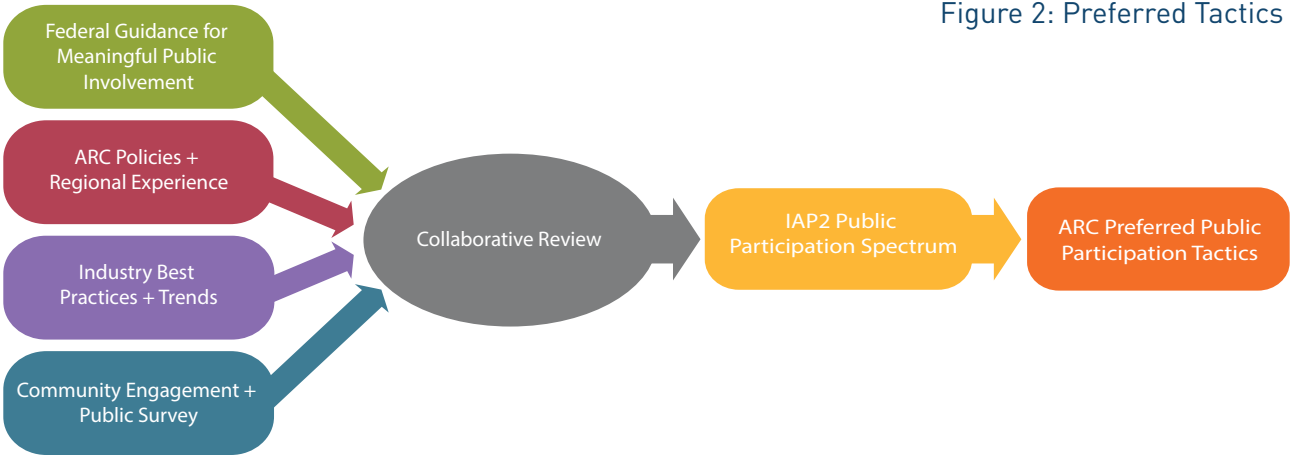 Figure 2: Preferred Tactics
Federal Guidance for
Meaningful Public
Involvement
ARC Policies +
Regional Experience
Industry Best
Practices + Trends
Community Engagement +
Public Survey
Collaborative Review
IAP2 Public
Participation Spectrum
ARC Preferred Public
Participation Tactics